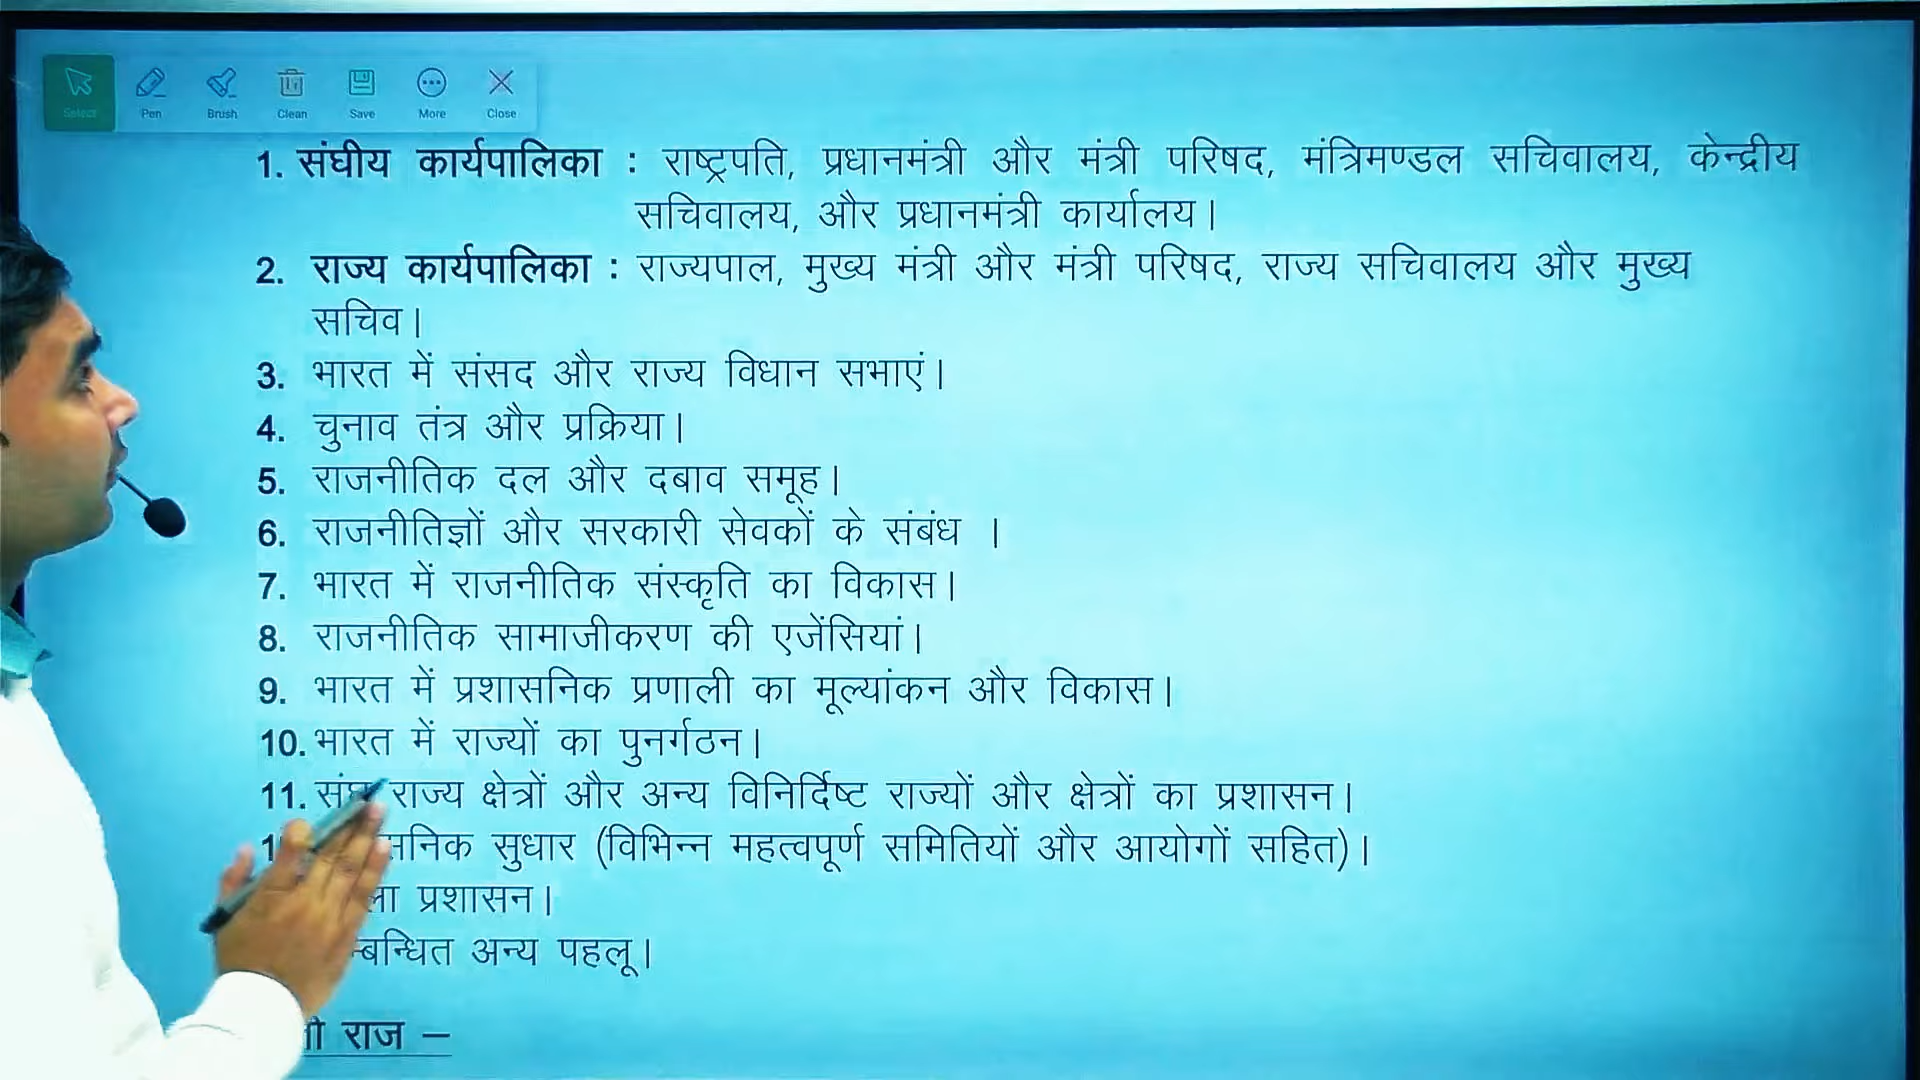 Select Pen Brush Clean Save More Close
1. संघीय कार्यपालिका : राष्ट्रपति, प्रधानमंत्री और मंत्री परिषद, मंत्रिमण्डल सचिवालय, केन्द्रीय
सचिवालय, और प्रधानमंत्री कार्यालय।
2. राज्य कार्यपालिका : राज्यपाल, मुख्य मंत्री और मंत्री परिषद, राज्य सचिवालय और मुख्य
सचिव।
3. भारत में संसद और राज्य विधान सभाएं।
4. चुनाव तंत्र और प्रक्रिया।
5. राजनीतिक दल और दबाव समूह।
6. राजनीतिज्ञों और सरकारी सेवकों के संबंध ।
7. भारत में राजनीतिक संस्कृति का विकास।
8. राजनीतिक सामाजीकरण की एजेंसियां।
9. भारत में प्रशासनिक प्रणाली का मूल्यांकन और विकास।
10. भारत में राज्यों का पुनर्गठन।
11. संघ राज्य क्षेत्रों और अन्य विनिर्दिष्ट राज्यों और क्षेत्रों का प्रशासन।
सुधार (विभिन्न महत्वपूर्ण समितियों और आयोगों सहित)।
प्रशासन।
अन्य पहलू।
राज –